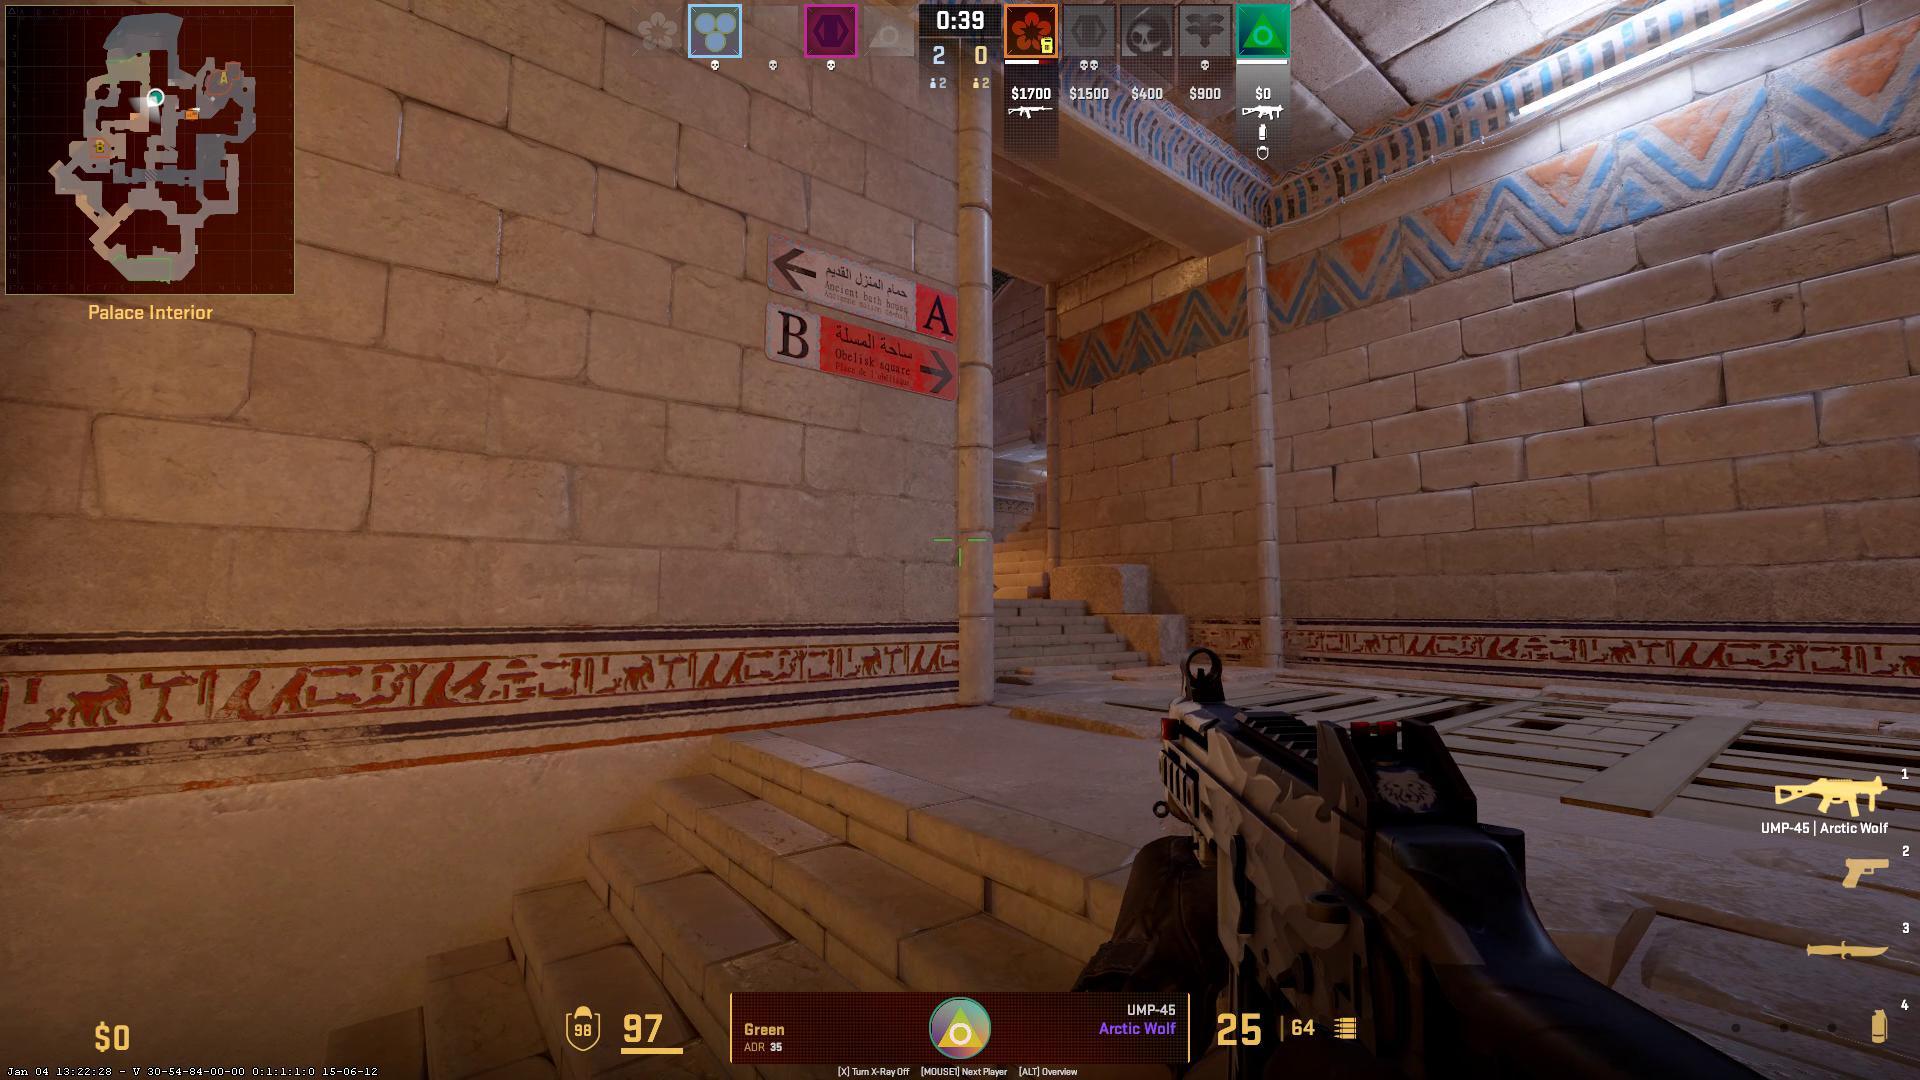 0:39
2
0
2
2
$1700
$1500
$400
$900
$0
A
B
Palace Interior
حمام المنزل القديم
Ancient bath house
A
B
ساحة المسلة
Obelisk square
Place de l'obélisque
1
UMP-45 | Arctic Wolf
2
3
4
$0
98
97
Green
ADR 35
UMP-45
Arctic Wolf
25
64
[X] Turn X-Ray Off [MOUSE1] Next Player [ALT] Overview
Jan 04 13:22:28 - V 30-54-84-00-00 0:1:1:1:0 15-06-12